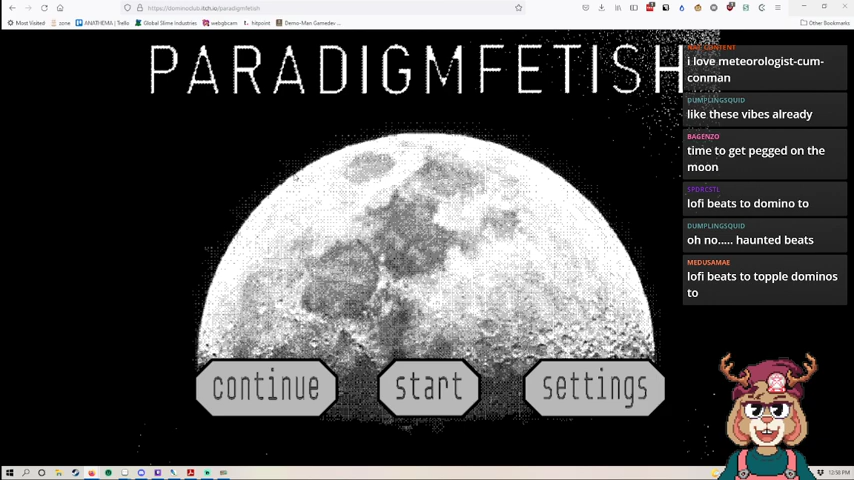 https://dominoclub.itch.io/paradigmfetish
Most Visited
zone
ANATHEMA | Trello
Global Slime Industries
webgbcam
hitpoint
Demo-Man Gamedev ...
Other Bookmarks
PARADIGMFETISH
continue
start
settings
CONTENT
i love meteorologist-cum-
conman
DUMPLINGSQUID
like these vibes already
BAGENZO
time to get pegged on the
moon
SPDRCSTL
lofi beats to domino to
DUMPLINGSQUID
oh no..... haunted beats
MEDUSAMAE
lofi beats to topple dominos
to
12:58 PM